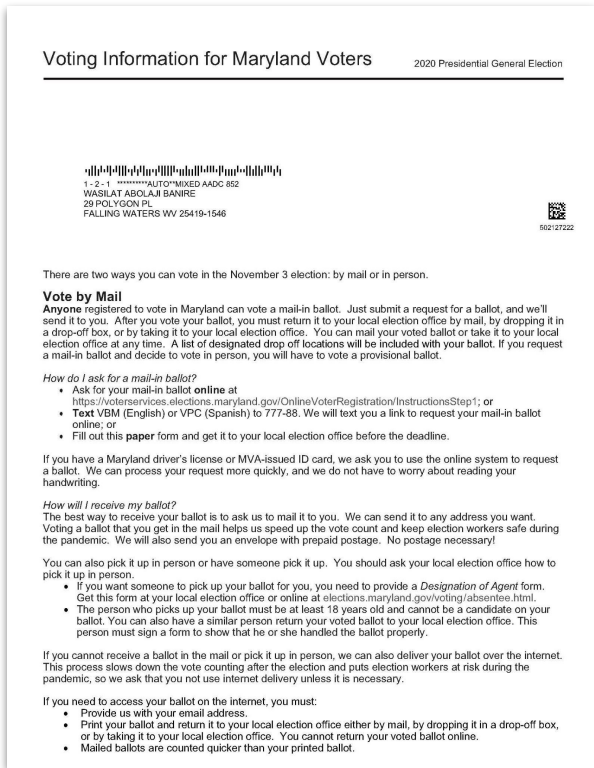 Voting Information for Maryland Voters 2020 Presidential General Election
1 - 2 - 1 **********AUTO**MIXED AADC 852
WASILAT ABOLAJI BANIRE
29 POLYGON PL
FALLING WATERS WV 25419-1546
502127222
There are two ways you can vote in the November 3 election: by mail or in person.
Vote by Mail
Anyone registered to vote in Maryland can vote a mail-in ballot. Just submit a request for a ballot, and we'll
send it to you. After you vote your ballot, you must return it to your local election office by mail, by dropping it in
a drop-off box, or by taking it to your local election office. You can mail your voted ballot or take it to your local
election office at any time. A list of designated drop off locations will be included with your ballot. If you request
a mail-in ballot and decide to vote in person, you will have to vote a provisional ballot.
How do I ask for a mail-in ballot?
• Ask for your mail-in ballot online at
https://voterservices.elections.maryland.gov/OnlineVoterRegistration/InstructionsStep1; or
• Text VBM (English) or VPC (Spanish) to 777-88. We will text you a link to request your mail-in ballot
online; or
• Fill out this paper form and get it to your local election office before the deadline.
If you have a Maryland driver's license or MVA-issued ID card, we ask you to use the online system to request
a ballot. We can process your request more quickly, and we do not have to worry about reading your
handwriting.
How will I receive my ballot?
The best way to receive your ballot is to ask us to mail it to you. We can send it to any address you want.
Voting a ballot that you get in the mail helps us speed up the vote count and keep election workers safe during
the pandemic. We will also send you an envelope with prepaid postage. No postage necessary!
You can also pick it up in person or have someone pick it up. You should ask your local election office how to
pick it up in person.
• If you want someone to pick up your ballot for you, you need to provide a Designation of Agent form.
Get this form at your local election office or online at elections.maryland.gov/voting/absentee.html.
• The person who picks up your ballot must be at least 18 years old and cannot be a candidate on your
ballot. You can also have a similar person return your voted ballot to your local election office. This
person must sign a form to show that he or she handled the ballot properly.
If you cannot receive a ballot in the mail or pick it up in person, we can also deliver your ballot over the internet.
This process slows down the vote counting after the election and puts election workers at risk during the
pandemic, so we ask that you not use internet delivery unless it is necessary.
If you need to access your ballot on the internet, you must:
• Provide us with your email address.
• Print your ballot and return it to your local election office either by mail, by dropping it in a drop-off box,
or by taking it to your local election office. You cannot return your voted ballot online.
• Mailed ballots are counted quicker than your printed ballot.